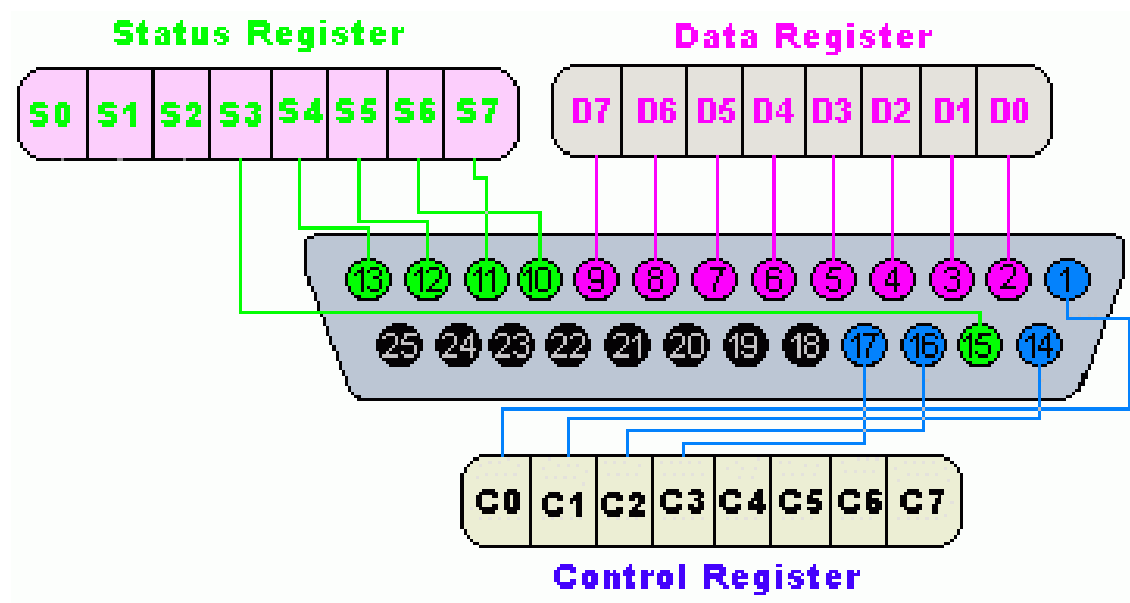 Status Register Data Register
S0 S1 S2 S3 S4 S5 S6 S7 D7 D6 D5 D4 D3 D2 D1 D0
13 12 11 10 9 8 7 6 5 4 3 2 1
25 24 23 22 21 20 19 18 17 16 15 14
C0 C1 C2 C3 C4 C5 C6 C7
Control Register